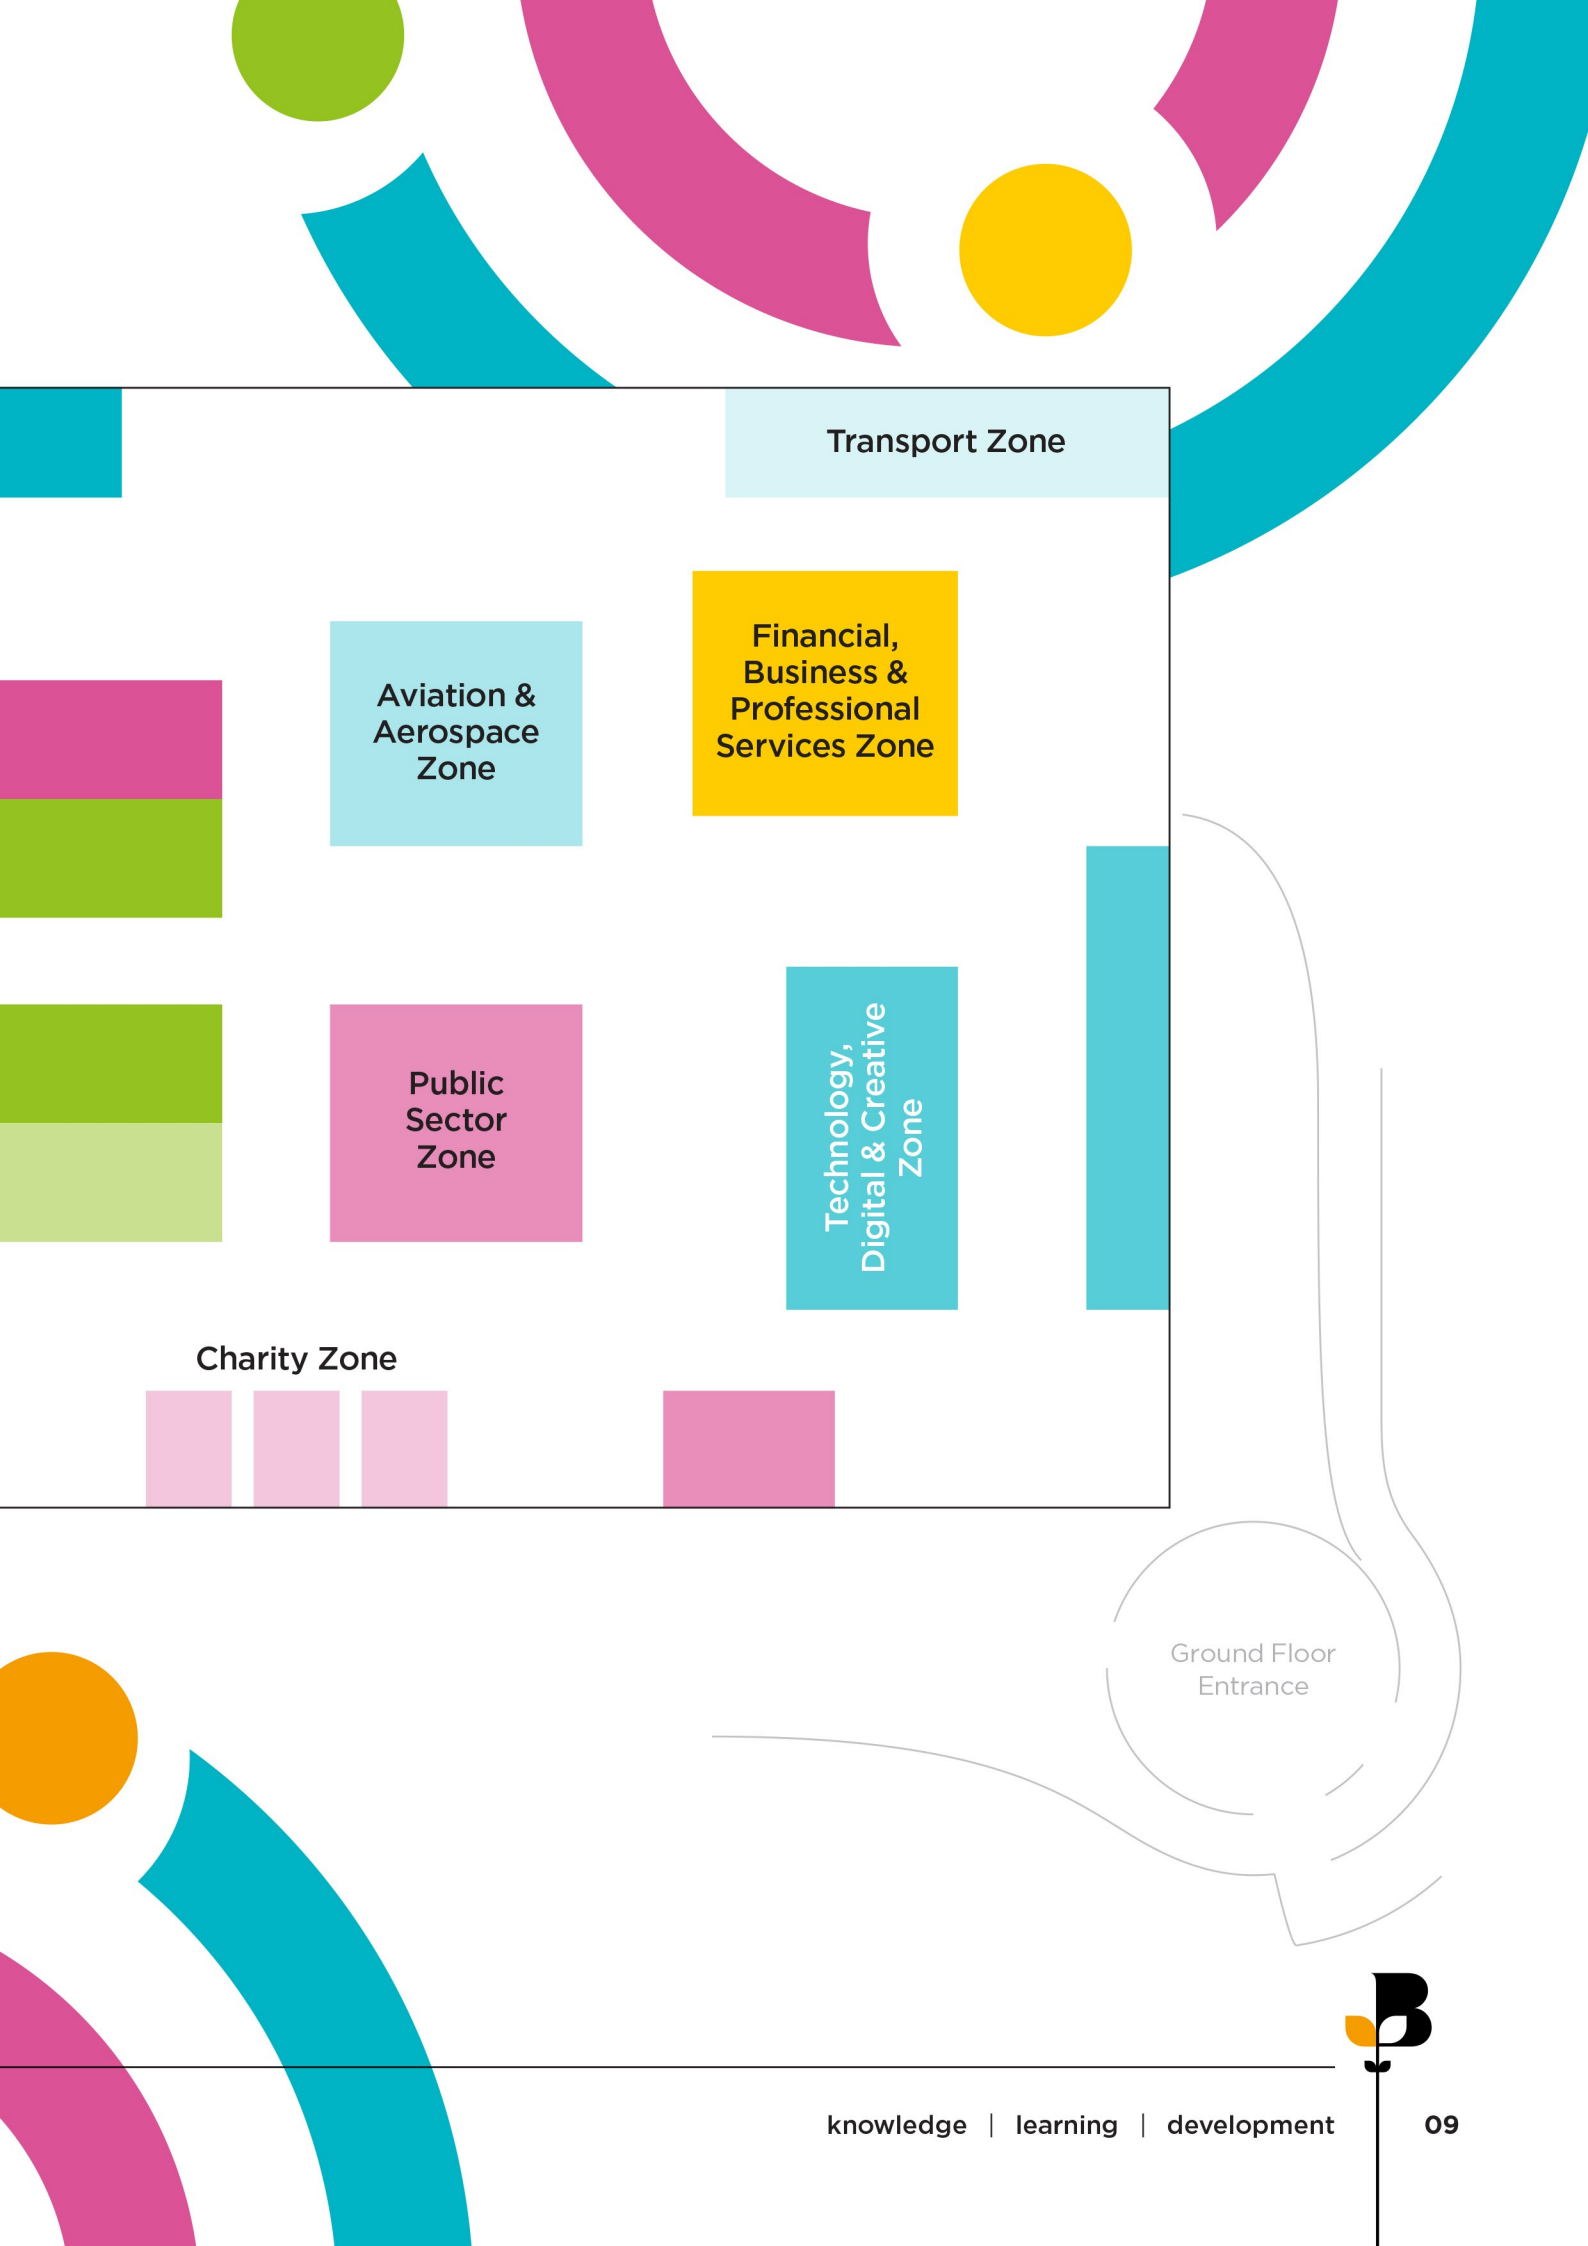 Transport Zone
Financial,
Business &
Professional
Services Zone
Aviation &
Aerospace
Zone
Public
Sector
Zone
Technology,
Digital & Creative
Zone
Charity Zone
Ground Floor
Entrance
knowledge | learning | development
09